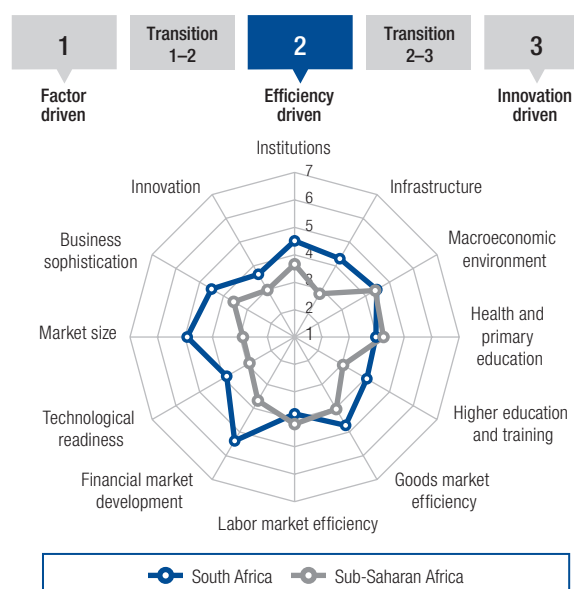 1
Transition
1–2
2
Transition
2–3
3
Factor
driven
Efficiency
driven
Innovation
driven
Institutions
7
6
5
4
3
2
1
Infrastructure
Macroeconomic
environment
Health and
primary
education
Higher education
and training
Goods market
efficiency
Labor market efficiency
Financial market
development
Technological
readiness
Market size
Business
sophistication
Innovation
South Africa
Sub-Saharan Africa